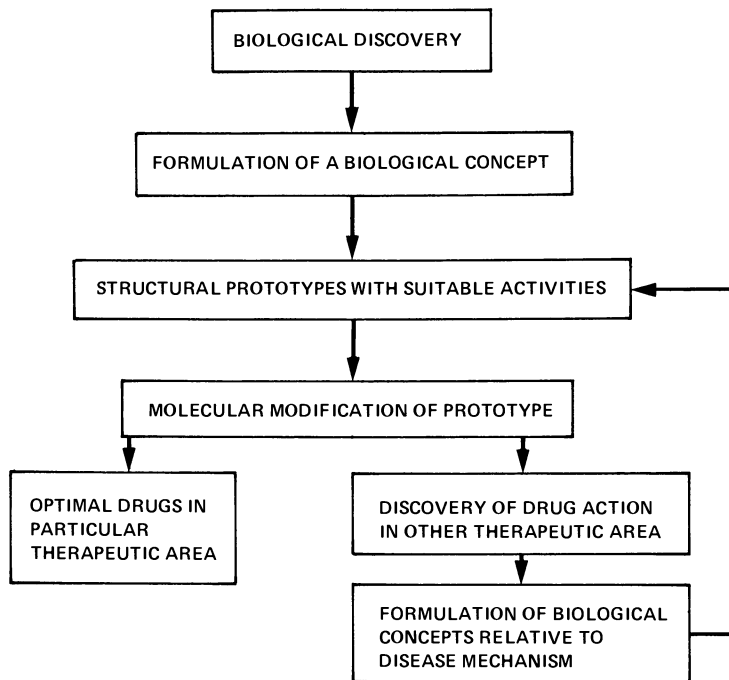 BIOLOGICAL DISCOVERY
FORMULATION OF A BIOLOGICAL CONCEPT
STRUCTURAL PROTOTYPES WITH SUITABLE ACTIVITIES
MOLECULAR MODIFICATION OF PROTOTYPE
OPTIMAL DRUGS IN
PARTICULAR
THERAPEUTIC AREA
DISCOVERY OF DRUG ACTION
IN OTHER THERAPEUTIC AREA
FORMULATION OF BIOLOGICAL
CONCEPTS RELATIVE TO
DISEASE MECHANISM